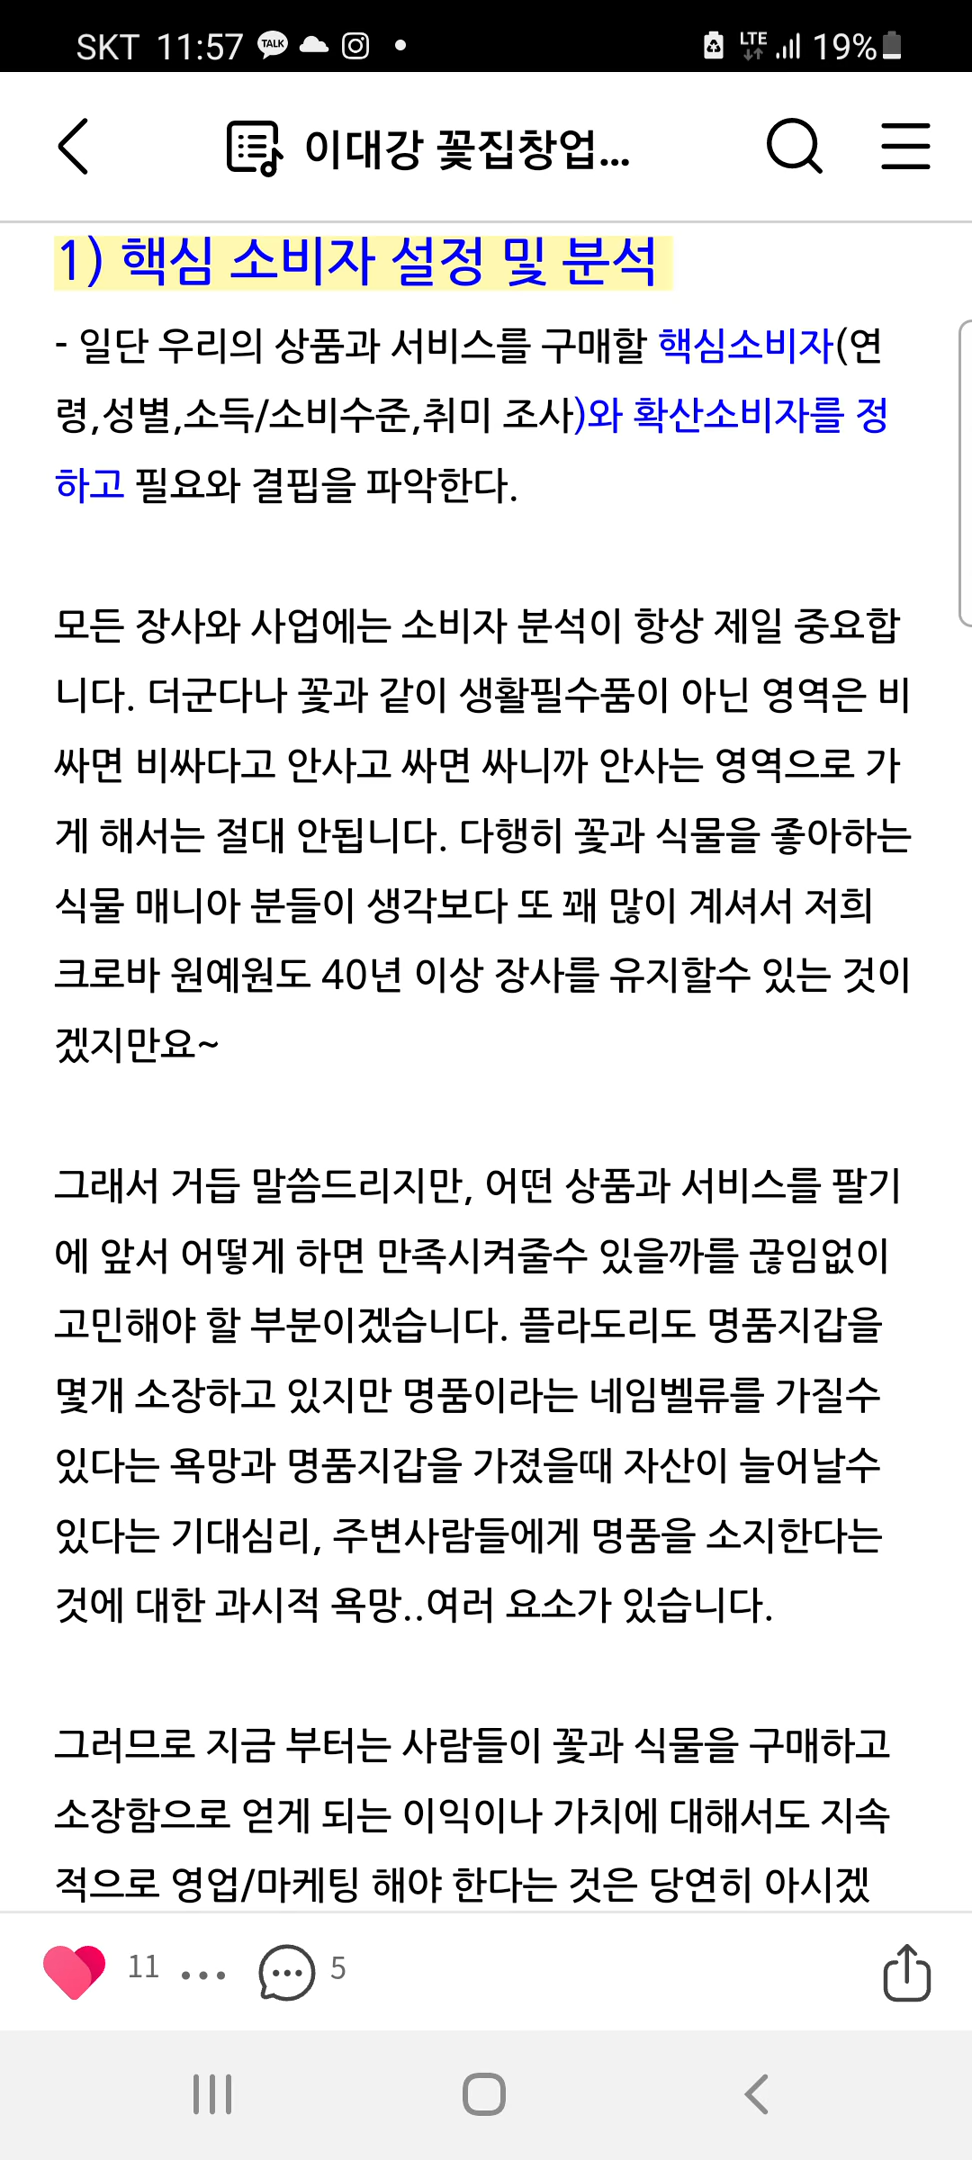 SKT 11:57 TALK LTE 19%
이대강 꽃집창업...
1) 핵심 소비자 설정 및 분석
- 일단 우리의 상품과 서비스를 구매할 핵심소비자(연
령,성별,소득/소비수준,취미 조사)와 확산소비자를 정
하고 필요와 결핍을 파악한다.
모든 장사와 사업에는 소비자 분석이 항상 제일 중요합
니다. 더군다나 꽃과 같이 생활필수품이 아닌 영역은 비
싸면 비싸다고 안사고 싸면 싸니까 안사는 영역으로 가
게 해서는 절대 안됩니다. 다행히 꽃과 식물을 좋아하는
식물 매니아 분들이 생각보다 또 꽤 많이 계셔서 저희
크로바 원예원도 40년 이상 장사를 유지할수 있는 것이
겠지만요~
그래서 거듭 말씀드리지만, 어떤 상품과 서비스를 팔기
에 앞서 어떻게 하면 만족시켜줄수 있을까를 끊임없이
고민해야 할 부분이겠습니다. 플라도리도 명품지갑을
몇개 소장하고 있지만 명품이라는 네임벨류를 가질수
있다는 욕망과 명품지갑을 가졌을때 자산이 늘어날수
있다는 기대심리, 주변사람들에게 명품을 소지한다는
것에 대한 과시적 욕망..여러 요소가 있습니다.
그러므로 지금 부터는 사람들이 꽃과 식물을 구매하고
소장함으로 얻게 되는 이익이나 가치에 대해서도 지속
적으로 영업/마케팅 해야 한다는 것은 당연히 아시겠
11 ... 5